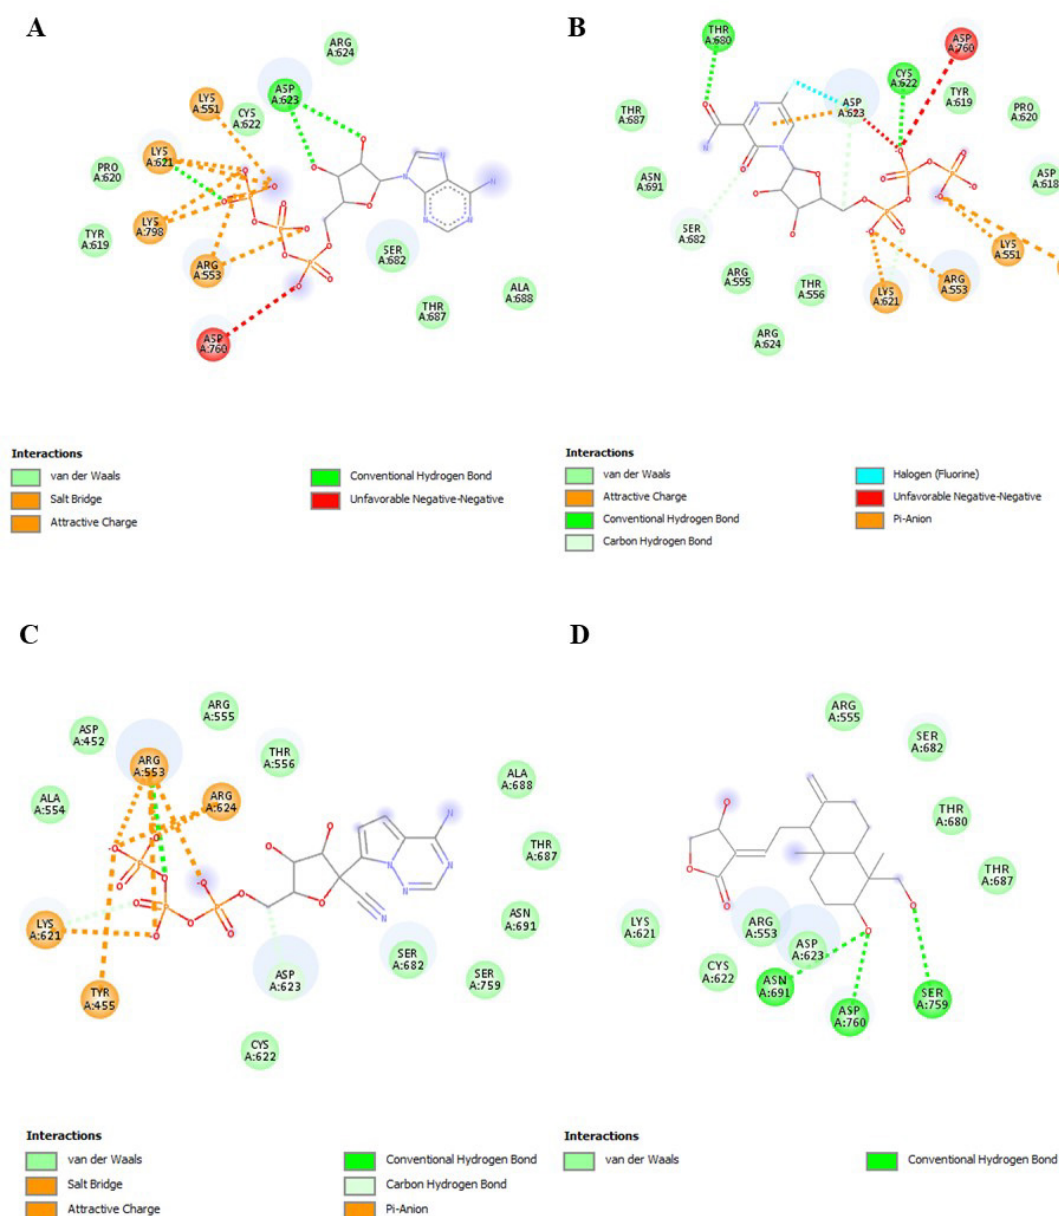 A
ARG
A:624
ASP
A:623
LYS
A:551
CYS
A:622
LYS
A:621
PRO
A:620
LYS
A:798
TYR
A:619
ARG
A:553
SER
A:682
ALA
A:688
THR
A:687
ASP
A:760
N
N
N
N
N
O
O
O
O
O
O
O
O
O
O
O
O
O
P
P
P
Interactions
van der Waals
Salt Bridge
Attractive Charge
Conventional Hydrogen Bond
Unfavorable Negative-Negative
B
THR
A:680
ASP
A:760
CYS
A:622
TYR
A:619
ASP
A:623
PRO
A:620
THR
A:687
ASN
A:691
ASP
A:618
SER
A:682
LYS
A:551
ARG
A:555
THR
A:556
LYS
A:621
ARG
A:553
ARG
A:624
Interactions
van der Waals
Attractive Charge
Conventional Hydrogen Bond
Carbon Hydrogen Bond
Halogen (Fluorine)
Unfavorable Negative-Negative
Pi-Anion
C
ARG
A:555
ASP
A:452
ARG
A:553
THR
A:556
ALA
A:554
ARG
A:624
ALA
A:688
THR
A:687
ASN
A:691
LYS
A:621
SER
A:682
SER
A:759
ASP
A:623
TYR
A:455
CYS
A:622
Interactions
van der Waals
Salt Bridge
Attractive Charge
Conventional Hydrogen Bond
Carbon Hydrogen Bond
Pi-Anion
D
ARG
A:555
SER
A:682
THR
A:680
THR
A:687
LYS
A:621
ARG
A:553
ASP
A:623
CYS
A:622
ASN
A:691
ASP
A:760
SER
A:759
Interactions
van der Waals
Conventional Hydrogen Bond